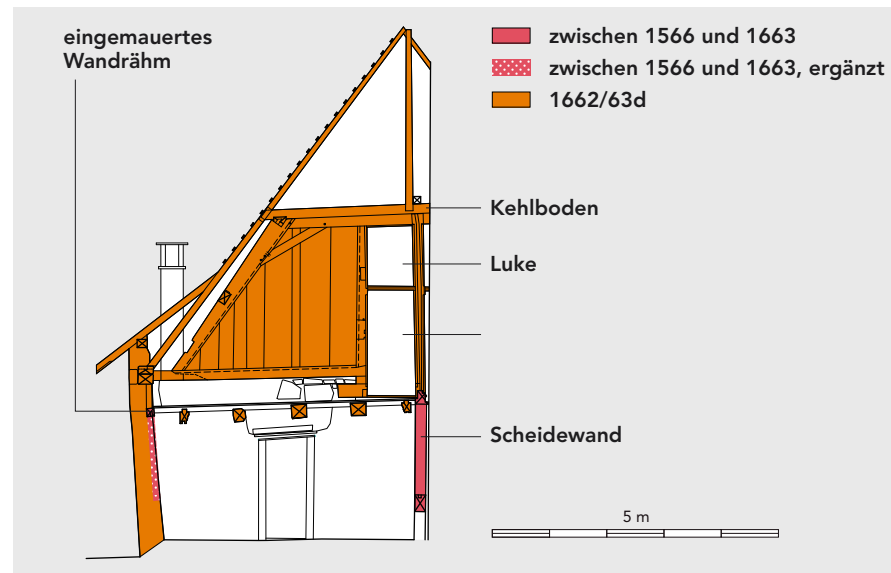 eingemauertes
Wandrähm
zwischen 1566 und 1663
zwischen 1566 und 1663, ergänzt
1662/63d
Kehlboden
Luke
Scheidewand
5 m